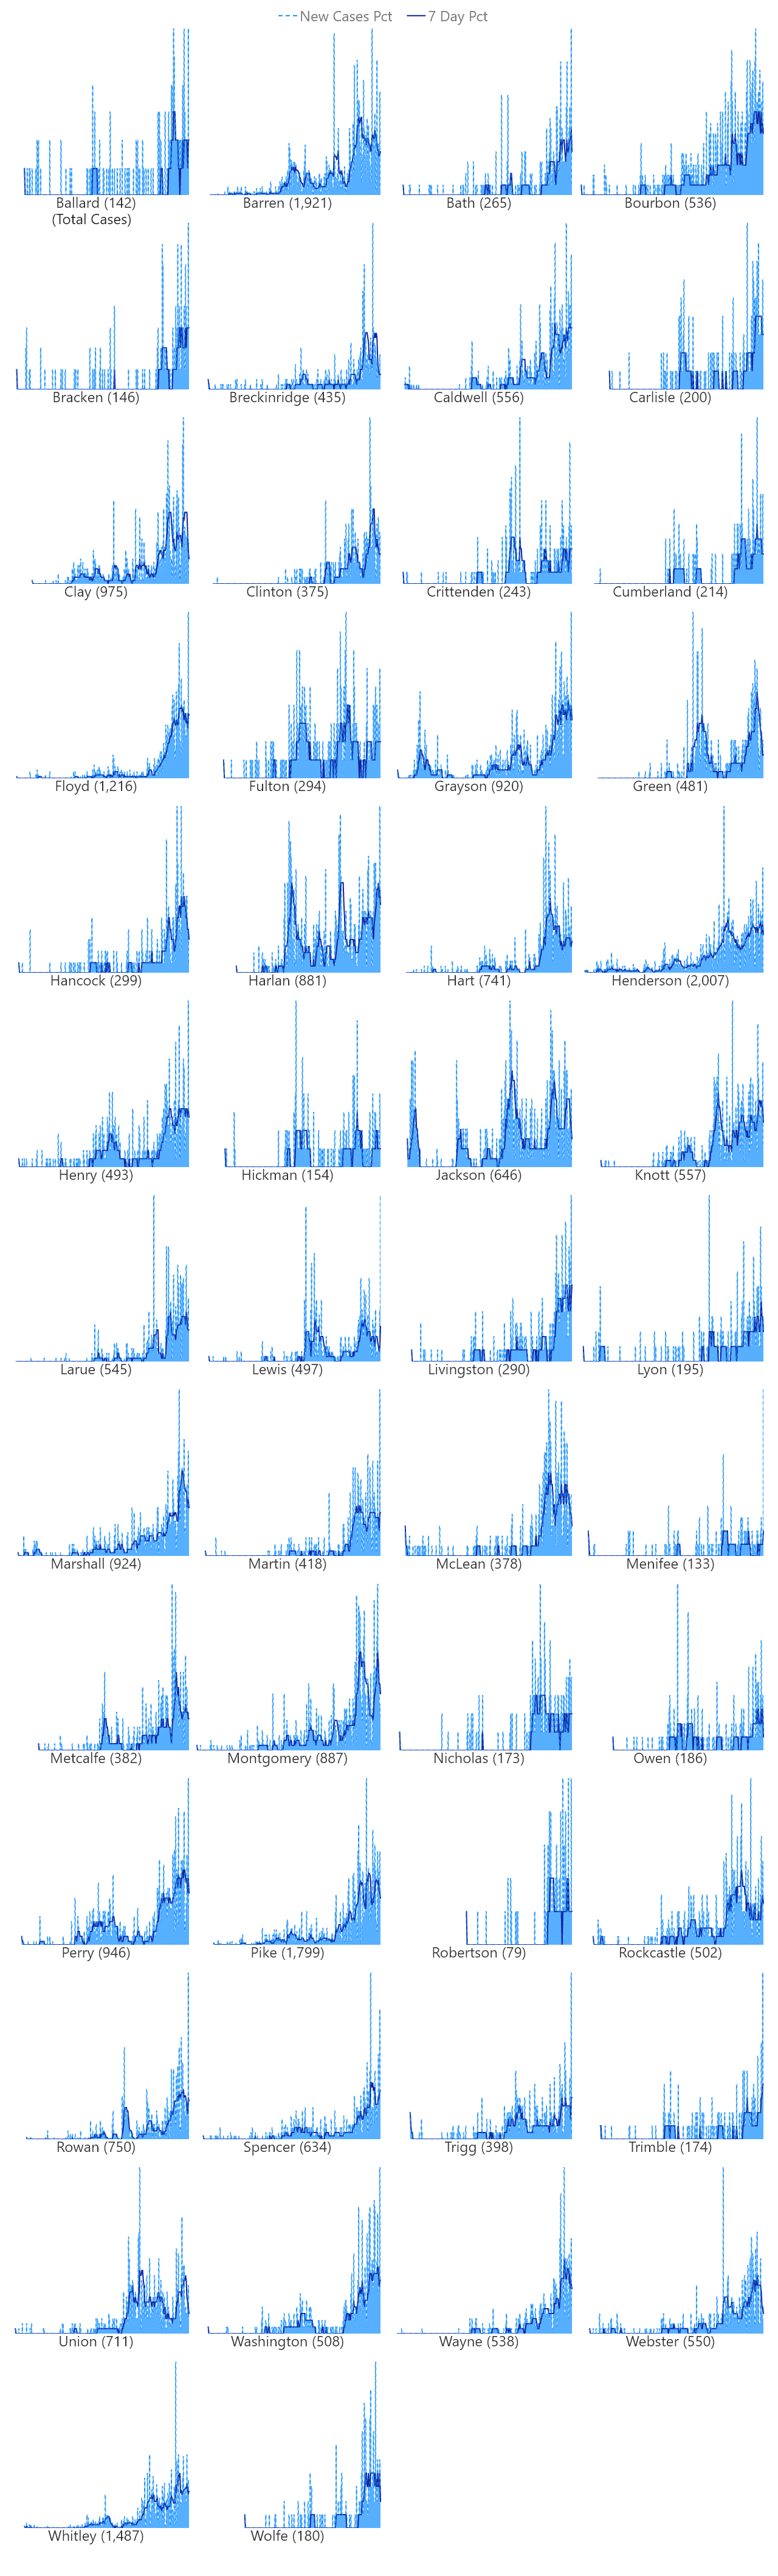 New Cases Pct 7 Day Pct
Ballard (142) Barren (1,921) Bath (265) Bourbon (536)
(Total Cases)
Bracken (146) Breckinridge (435) Caldwell (556) Carlisle (200)
Clay (975) Clinton (375) Crittenden (243) Cumberland (214)
Floyd (1,216) Fulton (294) Grayson (920) Green (481)
Hancock (299) Harlan (881) Hart (741) Henderson (2,007)
Henry (493) Hickman (154) Jackson (646) Knott (557)
Larue (545) Lewis (497) Livingston (290) Lyon (195)
Marshall (924) Martin (418) McLean (378) Menifee (133)
Metcalfe (382) Montgomery (887) Nicholas (173) Owen (186)
Perry (946) Pike (1,799) Robertson (79) Rockcastle (502)
Rowan (750) Spencer (634) Trigg (398) Trimble (174)
Union (711) Washington (508) Wayne (538) Webster (550)
Whitley (1,487) Wolfe (180)